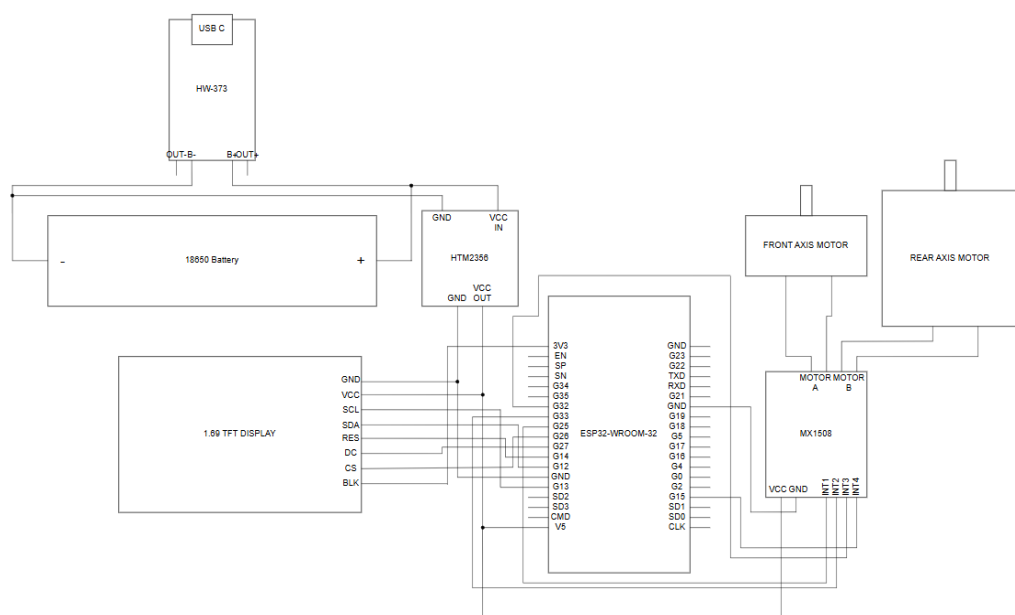 USB C
HW-373
OUT-B-
B+OUT+
GND
VCC
IN
HTM2356
GND
VCC
OUT
-
18650 Battery
+
FRONT AXIS MOTOR
REAR AXIS MOTOR
1.69 TFT DISPLAY
GND
VCC
SCL
SDA
RES
DC
CS
BLK
ESP32-WROOM-32
3V3
EN
SP
SN
G34
G35
G32
G33
G25
G26
G27
G14
G12
GND
G13
SD2
SD3
CMD
V5
GND
G23
G22
TXD
RXD
G21
GND
G19
G18
G5
G17
G16
G4
G0
G2
G15
SD1
SD0
CLK
MOTOR
A
MOTOR
B
MX1508
VCC
GND
INT1
INT2
INT3
INT4